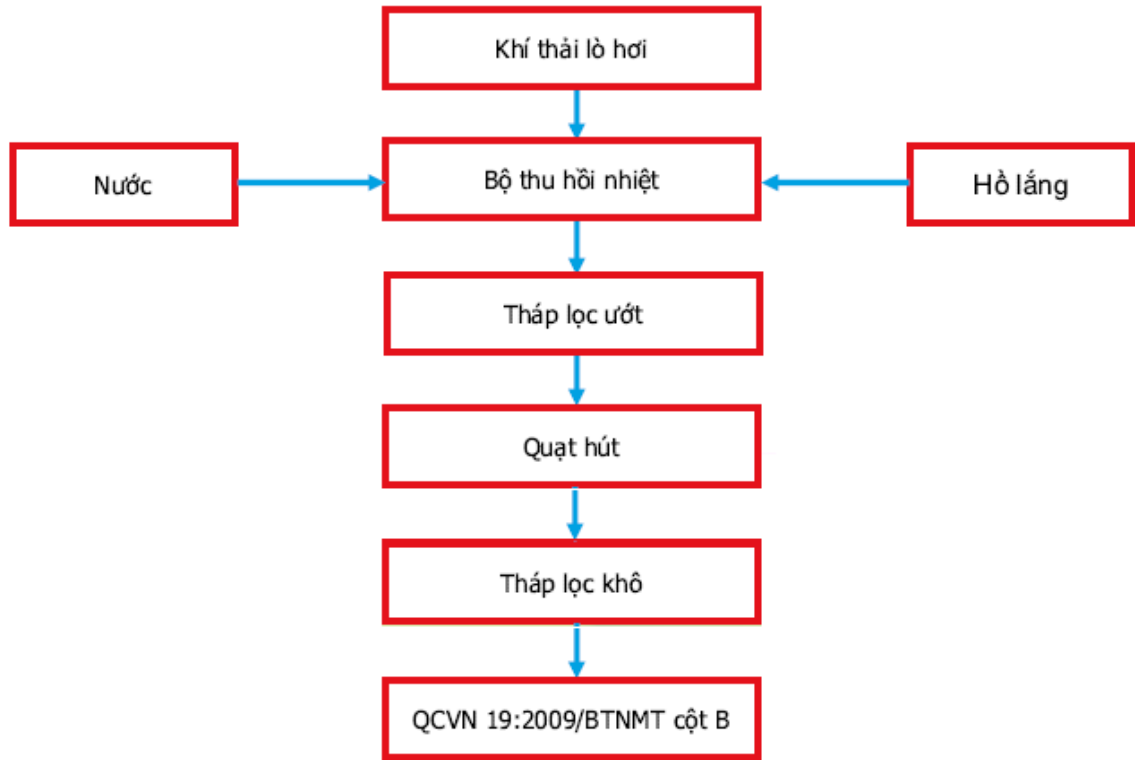 Khí thải lò hơi
Nước
Bộ thu hồi nhiệt
Hồ lắng
Tháp lọc ướt
Quạt hút
Tháp lọc khô
QCVN 19:2009/BTNMT cột B